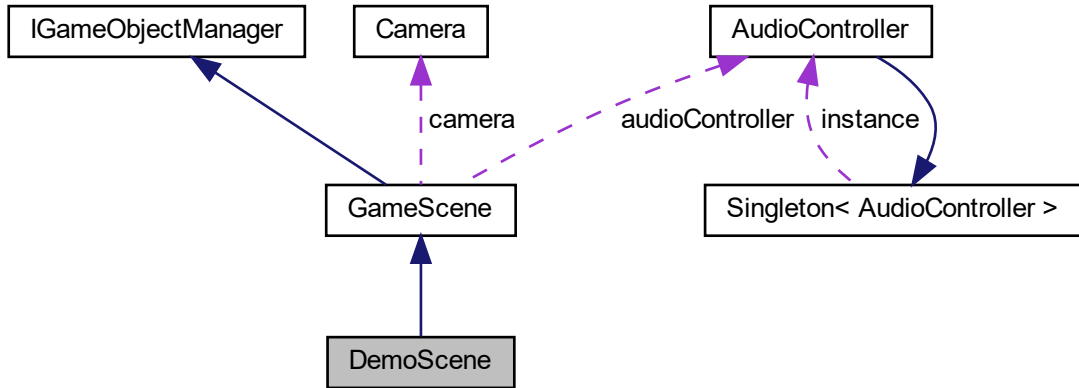 IGameObjectManager
Camera
AudioController
camera
audioController
instance
GameScene
Singleton< AudioController >
DemoScene